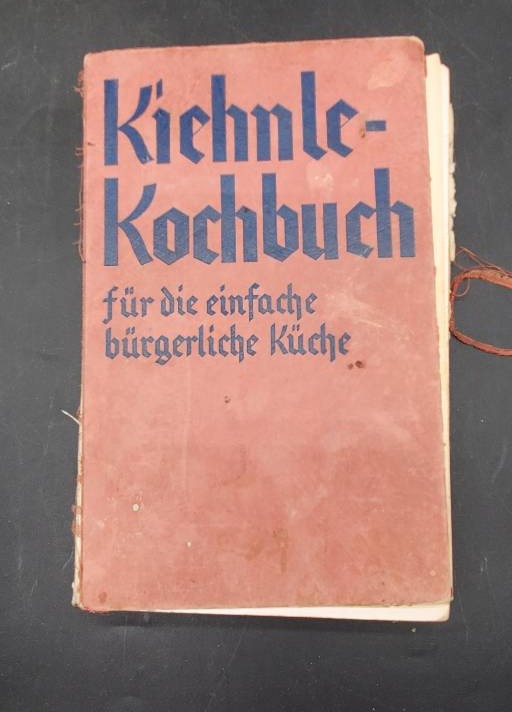 Kiehnle-
Kochbuch
für die einfache
bürgerliche Küche